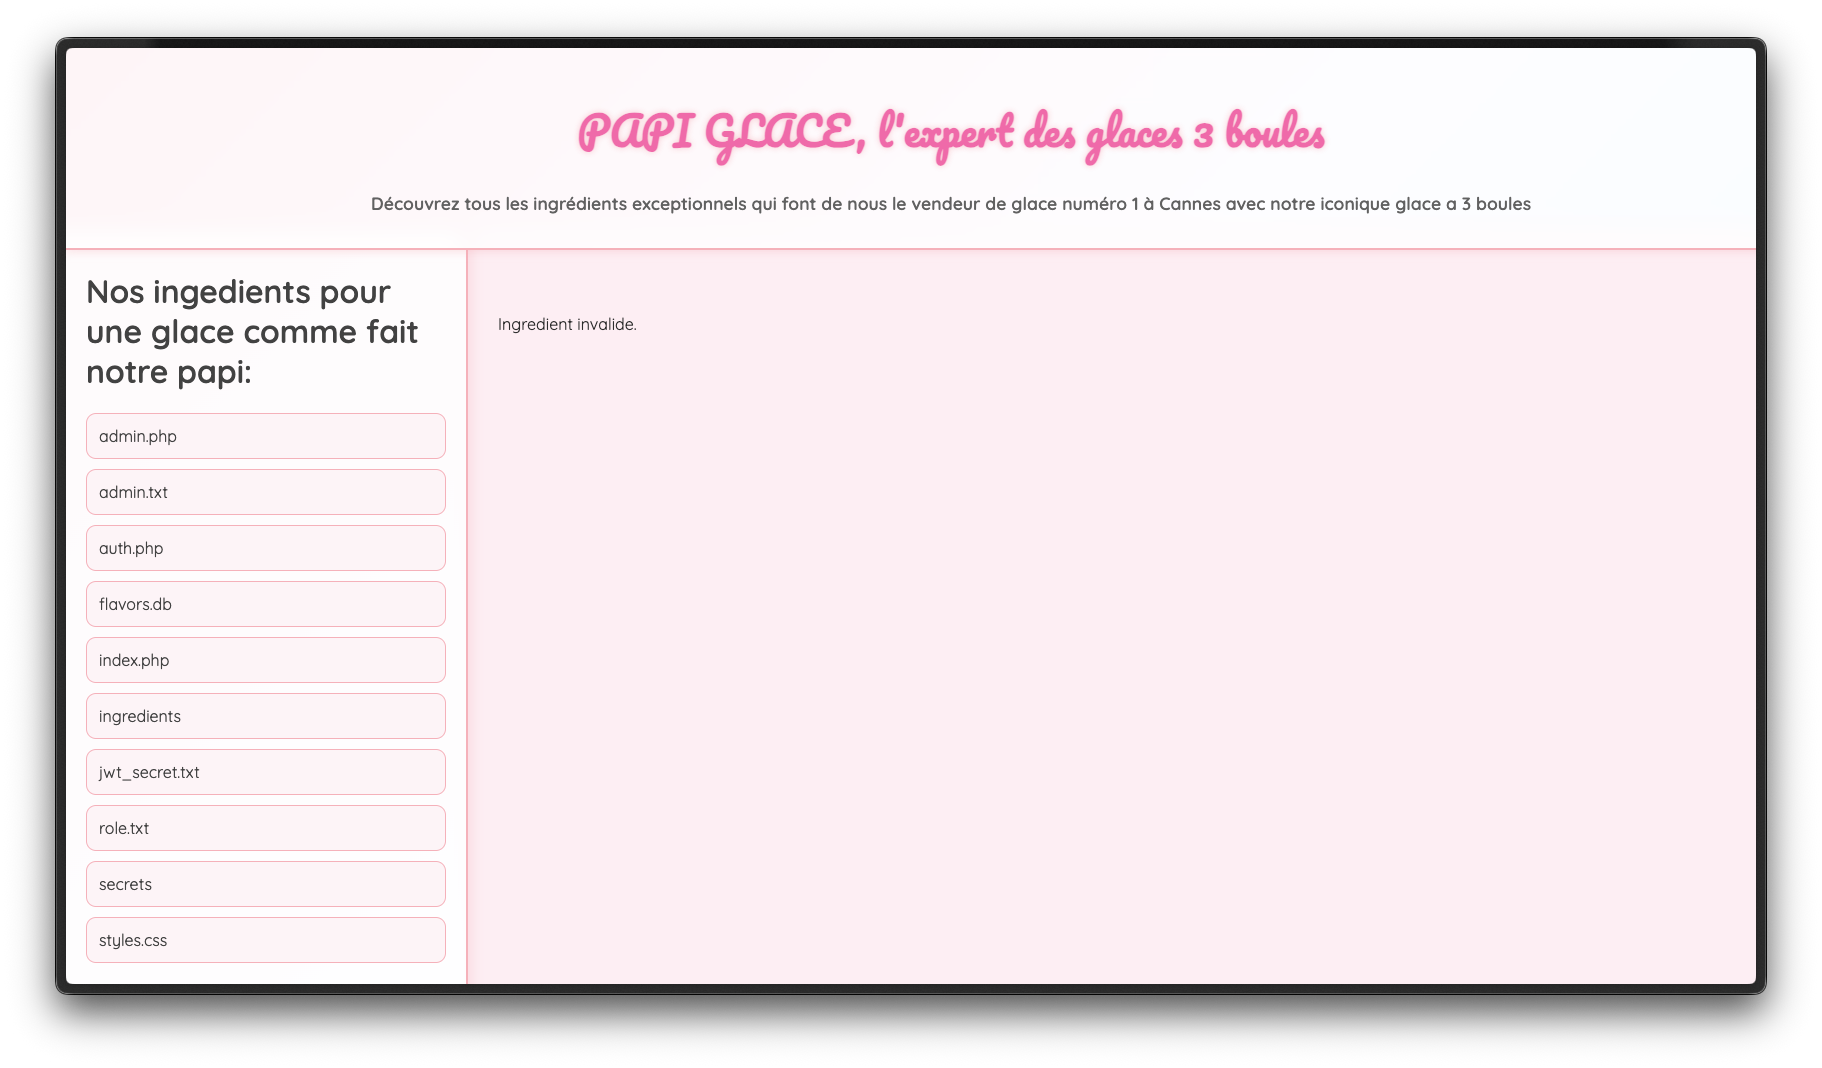 PAPI GLACE, l'expert des glaces 3 boules
Découvrez tous les ingrédients exceptionnels qui font de nous le vendeur de glace numéro 1 à Cannes avec notre iconique glace a 3 boules
Nos ingedients pour
une glace comme fait
notre papi:
admin.php
admin.txt
auth.php
flavors.db
index.php
ingredients
jwt_secret.txt
role.txt
secrets
styles.css
Ingredient invalide.